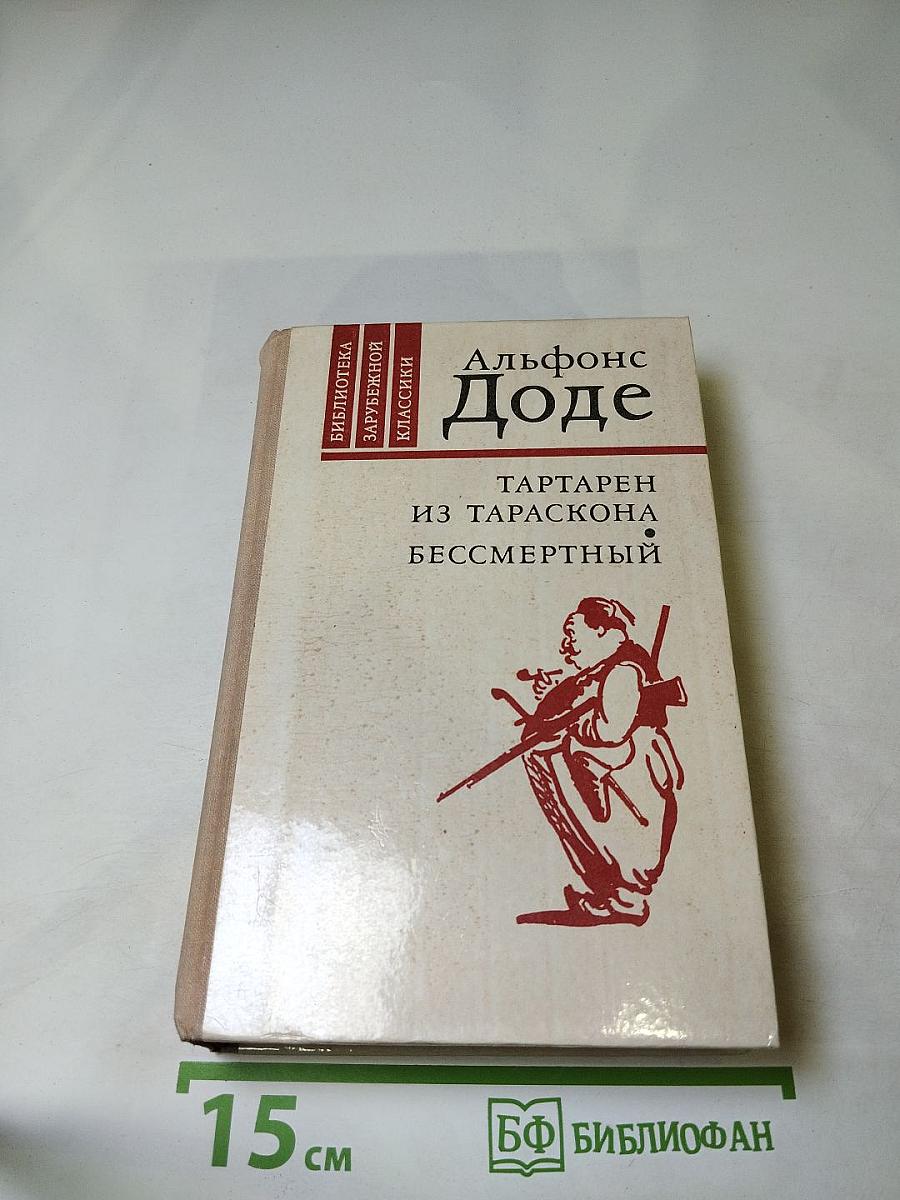 БИБЛИОТЕКА
ЗАРУБЕЖНОЙ
КЛАССИКИ
Альфонс
Доде
ТАРТАРЕН
ИЗ ТАРАСКОНА
•
БЕССМЕРТНЫЙ
15 см
БФ БИБЛИОФАН